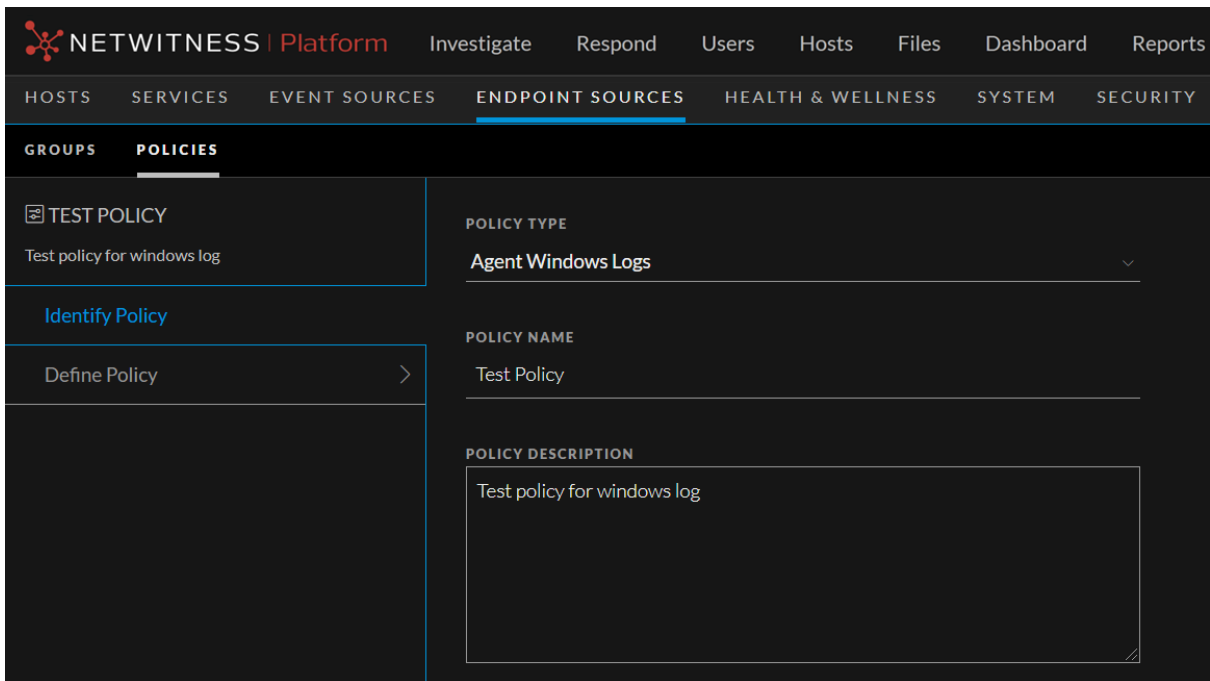 NETWITNESS | Platform Investigate Respond Users Hosts Files Dashboard Reports
HOSTS SERVICES EVENT SOURCES ENDPOINT SOURCES HEALTH & WELLNESS SYSTEM SECURITY
GROUPS POLICIES
TEST POLICY
Test policy for windows log
Identify Policy
Define Policy
POLICY TYPE
Agent Windows Logs
POLICY NAME
Test Policy
POLICY DESCRIPTION
Test policy for windows log